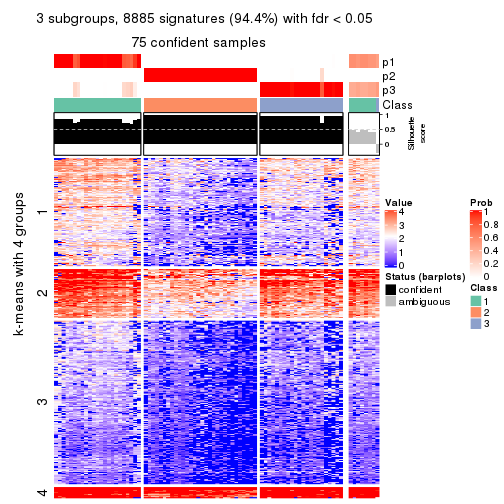 3 subgroups, 8885 signatures (94.4%) with fdr < 0.05
75 confident samples
p1
p2
p3
Class
1
0.5
0
Silhouette
score
k-means with 4 groups
1
2
3
4
Value
4
3
2
1
0
Status (barplots)
confident
ambiguous
Prob
1
0.8
0.6
0.4
0.2
0
Class
1
2
3